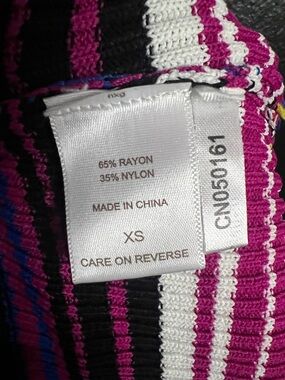 65% RAYON
35% NYLON
MADE IN CHINA
XS
CARE ON REVERSE
CN050161